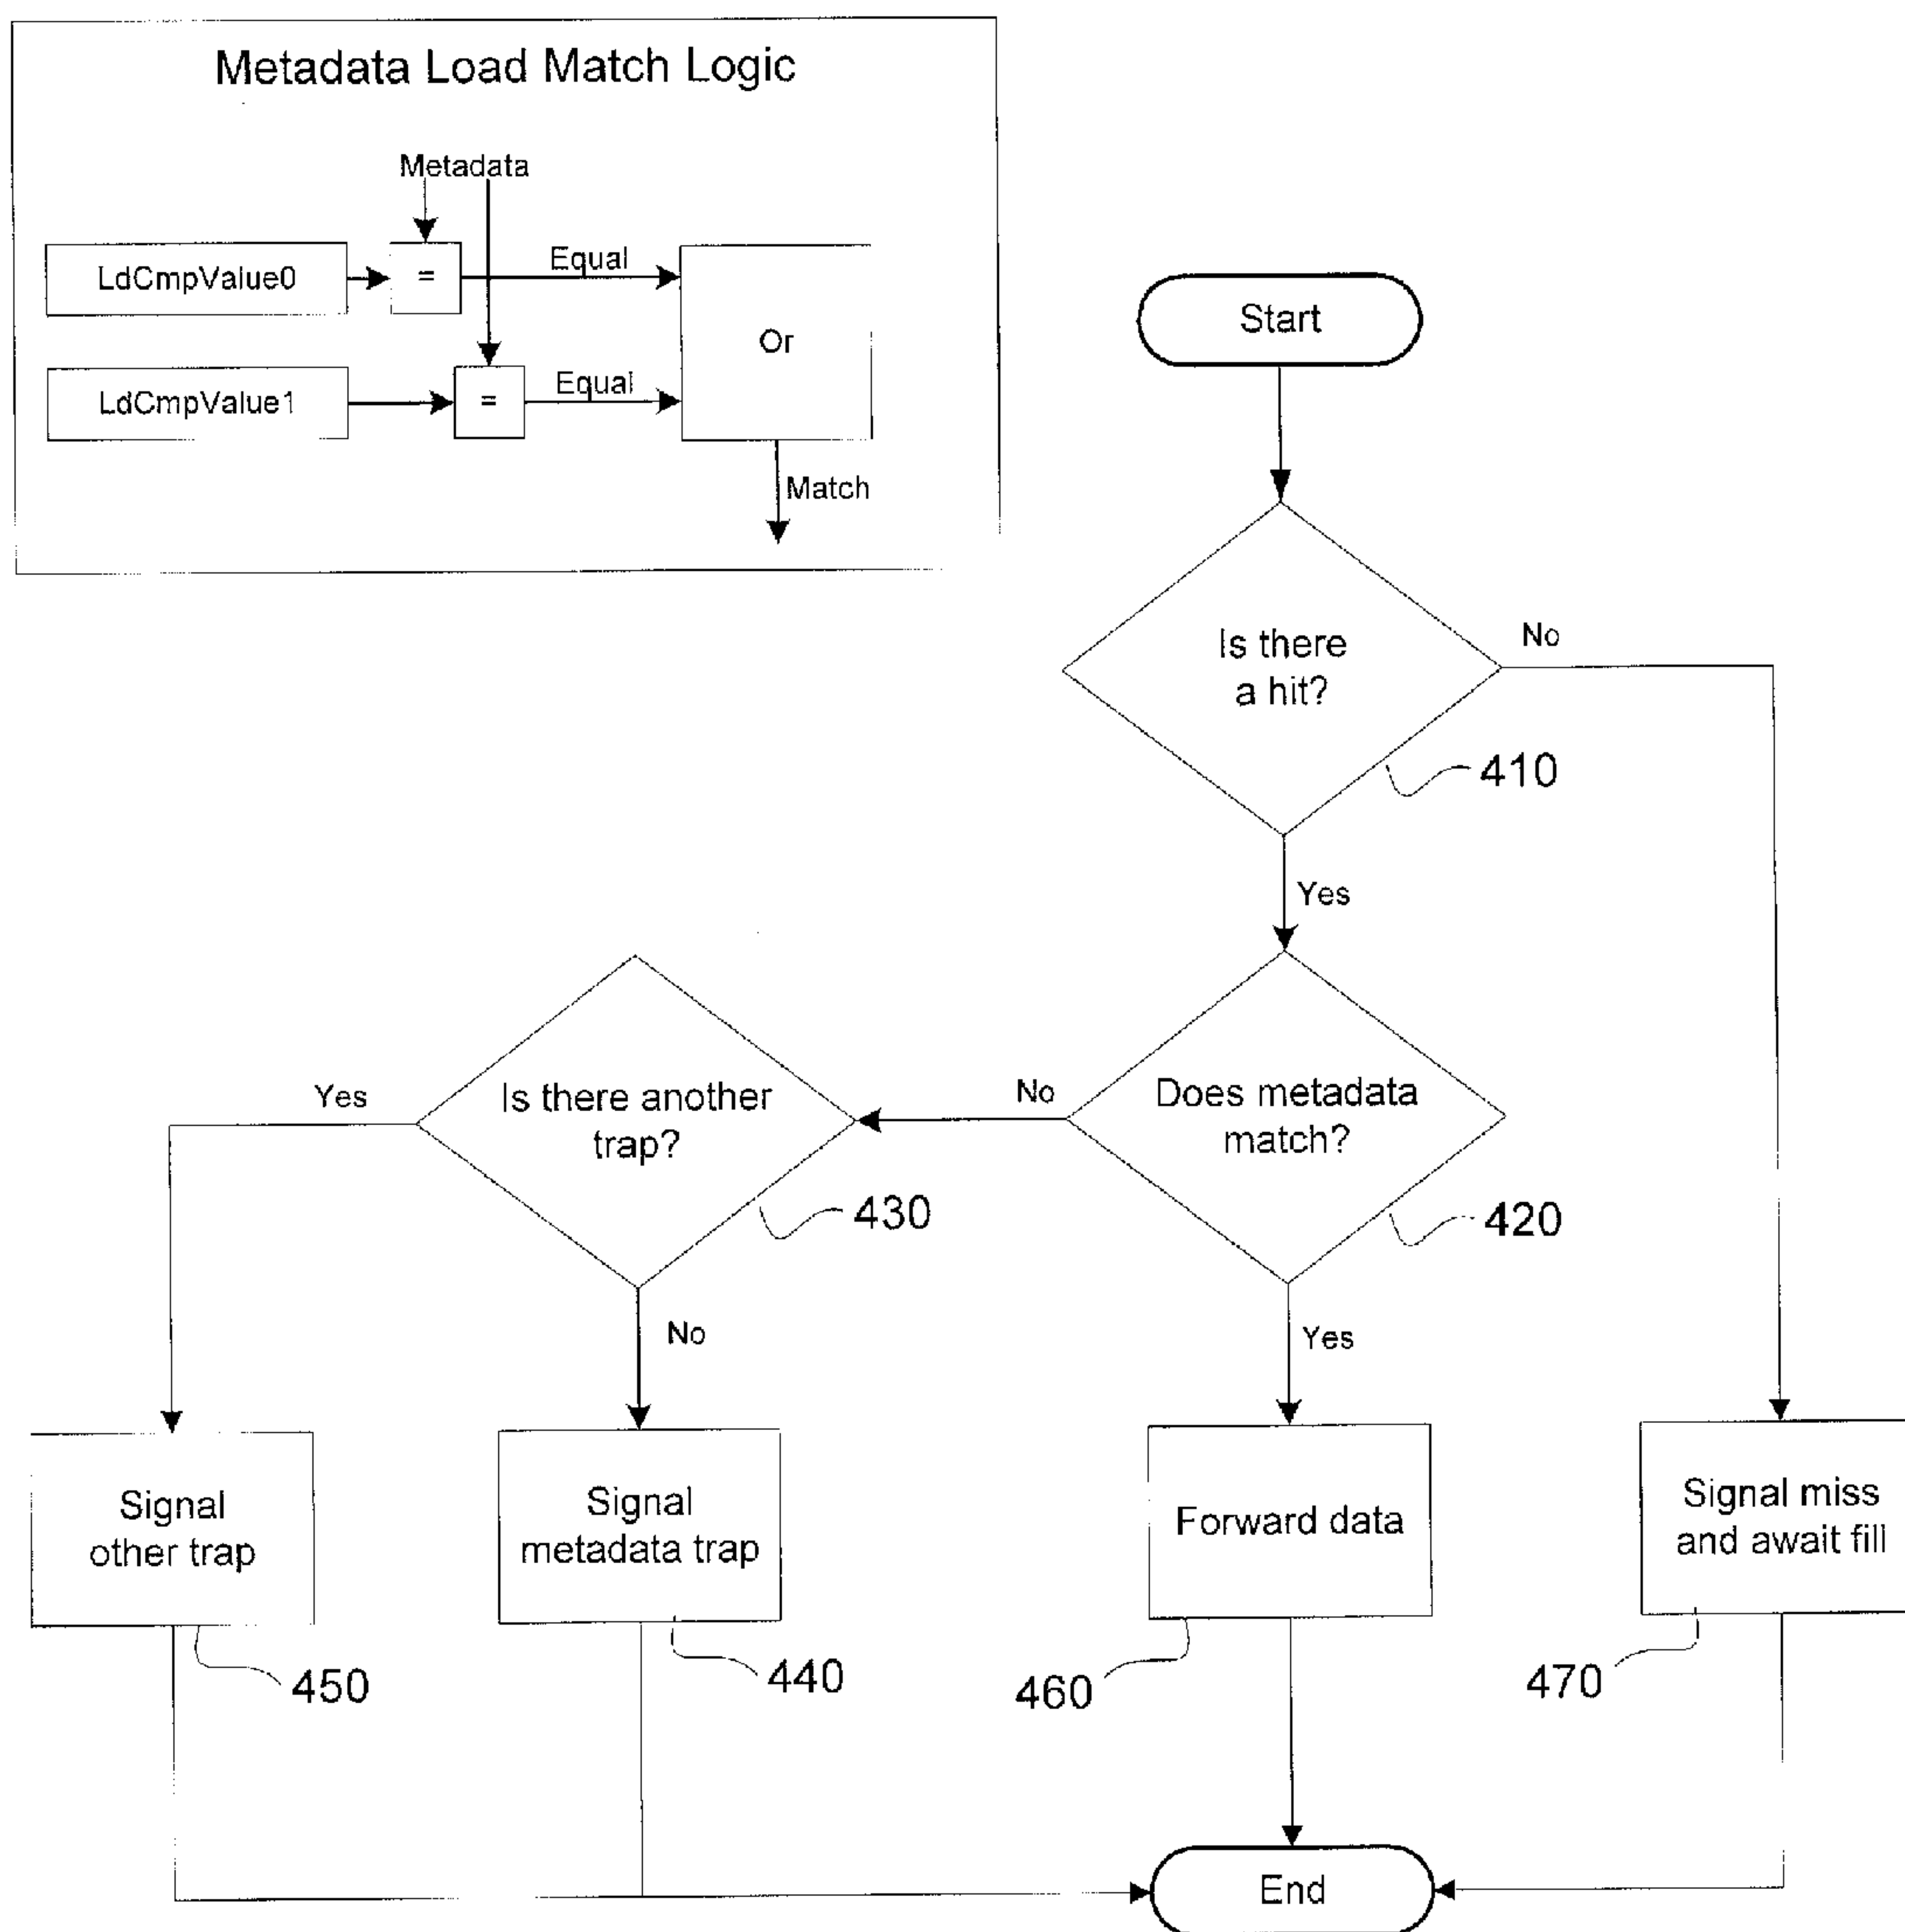 Metadata Load Match Logic
Metadata
LdCmpValue0
=
Equal
Or
LdCmpValue1
=
Equal
Match
Start
Is there
a hit?
No
410
Yes
Does metadata
match?
No
420
Is there another
trap?
Yes
430
No
Yes
Signal
other trap
450
Signal
metadata trap
440
Forward data
460
Signal miss
and await fill
470
End